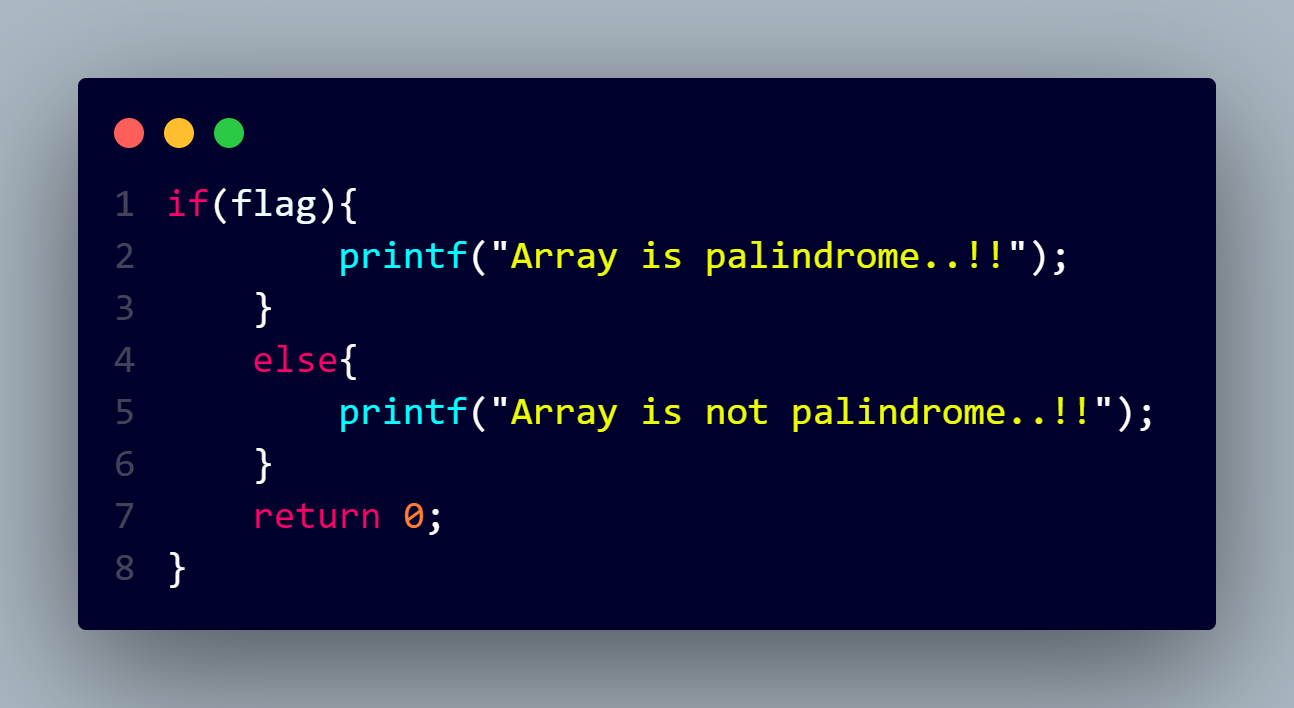 1 if(flag){
2         printf("Array is palindrome..!!");
3     }
4     else{
5         printf("Array is not palindrome..!!");
6     }
7     return 0;
8 }